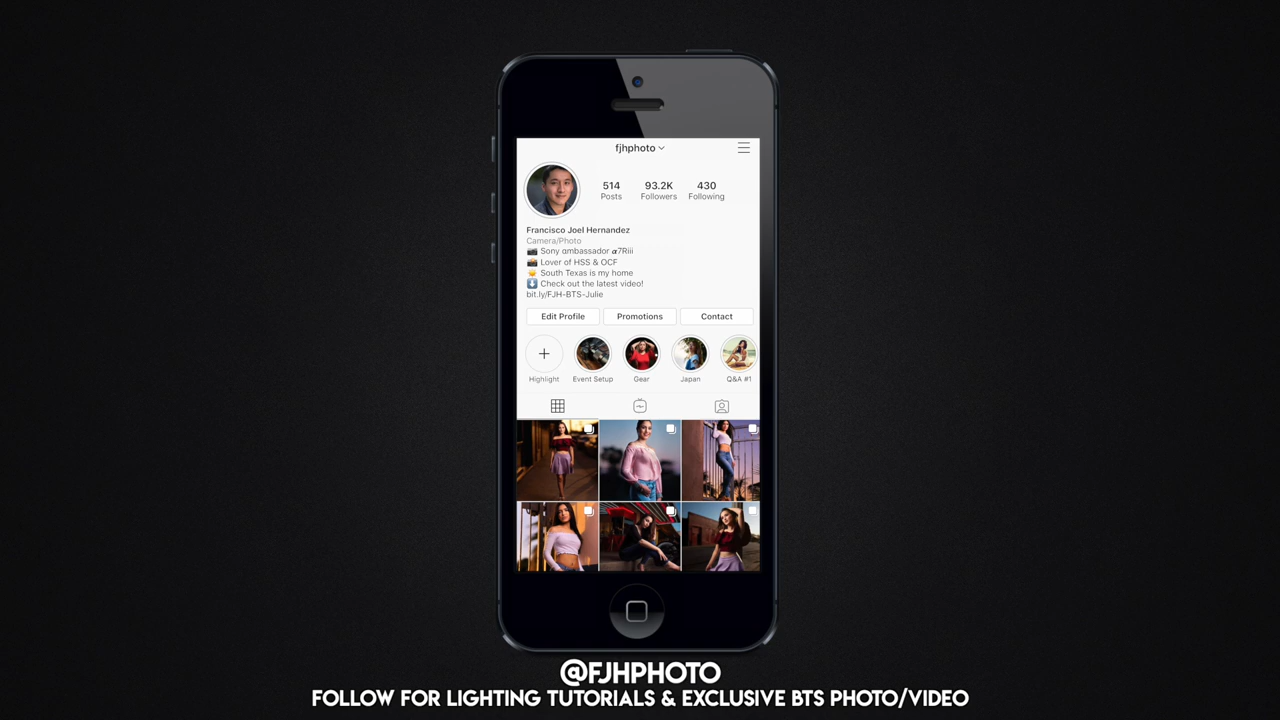 fjhphoto
514 93.2K 430
Posts Followers Following
Francisco Joel Hernandez
Camera/Photo
📷 Sony ambassador α7Riii
📸 Lover of HSS & OCF
☀️ South Texas is my home
⬇️ Check out the latest video!
bit.ly/FJH-BTS-Julie
Edit Profile Promotions Contact
Highlight Event Setup Gear Japan Q&A #1
@FJHPHOTO
FOLLOW FOR LIGHTING TUTORIALS & EXCLUSIVE BTS PHOTO/VIDEO